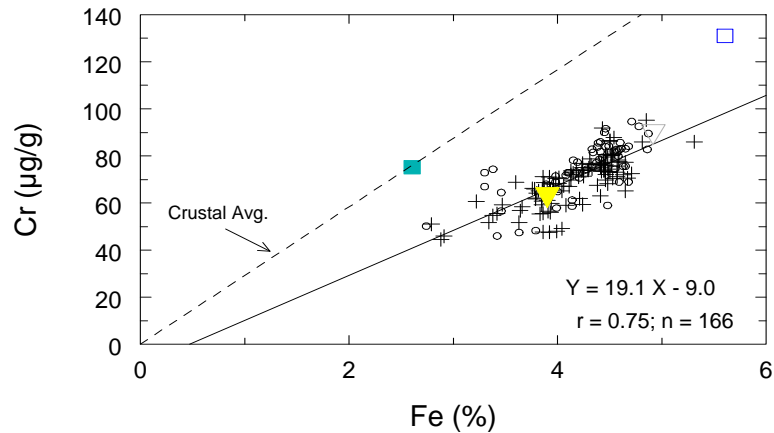 140
120
100
80
60
40
20
0
Cr (µg/g)
Crustal Avg.
Y = 19.1 X - 9.0
r = 0.75; n = 166
0 2 4 6
Fe (%)